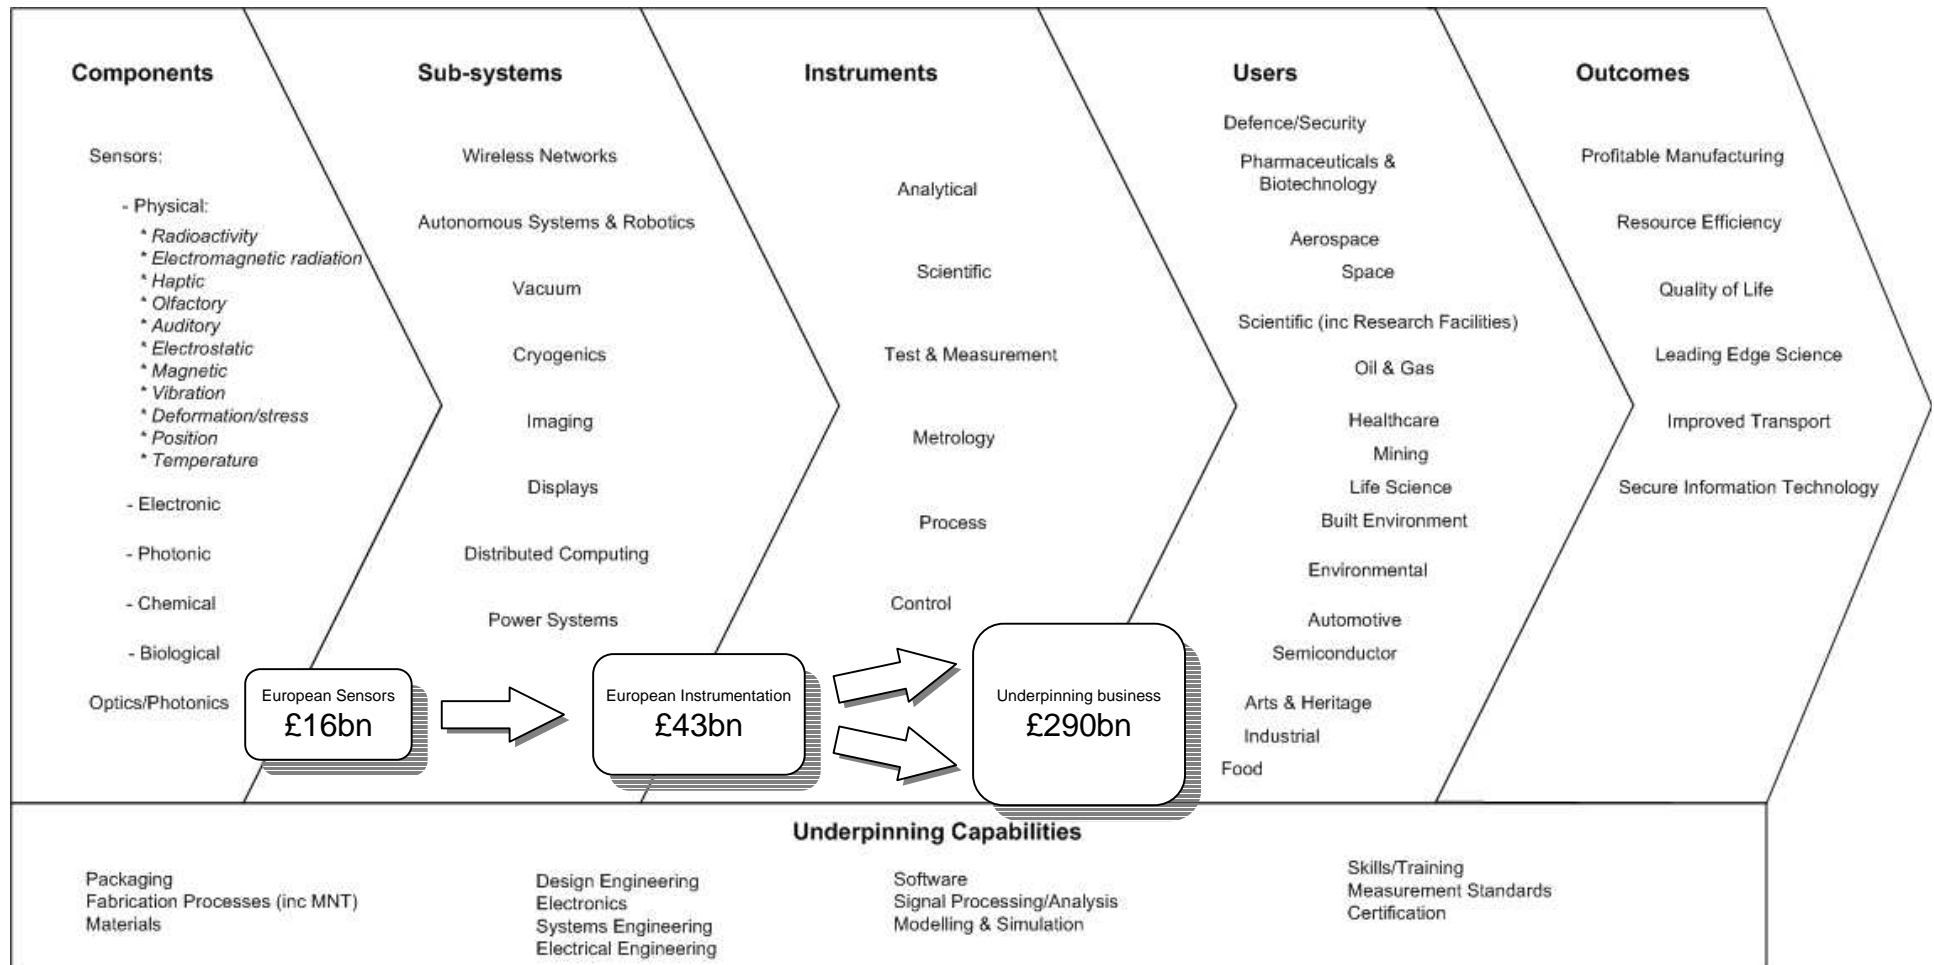 Components
Sensors:
- Physical:
* Radioactivity
* Electromagnetic radiation
* Haptic
* Olfactory
* Auditory
* Electrostatic
* Magnetic
* Vibration
* Deformation/stress
* Position
* Temperature
- Electronic
- Photonic
- Chemical
- Biological
Optics/Photonics
Sub-systems
Wireless Networks
Autonomous Systems & Robotics
Vacuum
Cryogenics
Imaging
Displays
Distributed Computing
Power Systems
Instruments
Analytical
Scientific
Test & Measurement
Metrology
Process
Control
Users
Defence/Security
Pharmaceuticals &
Biotechnology
Aerospace
Space
Scientific (inc Research Facilities)
Oil & Gas
Healthcare
Mining
Life Science
Built Environment
Environmental
Automotive
Semiconductor
Arts & Heritage
Industrial
Food
Outcomes
Profitable Manufacturing
Resource Efficiency
Quality of Life
Leading Edge Science
Improved Transport
Secure Information Technology
European Sensors
£16bn
European Instrumentation
£43bn
Underpinning business
£290bn
Underpinning Capabilities
Packaging
Fabrication Processes (inc MNT)
Materials
Design Engineering
Electronics
Systems Engineering
Electrical Engineering
Software
Signal Processing/Analysis
Modelling & Simulation
Skills/Training
Measurement Standards
Certification